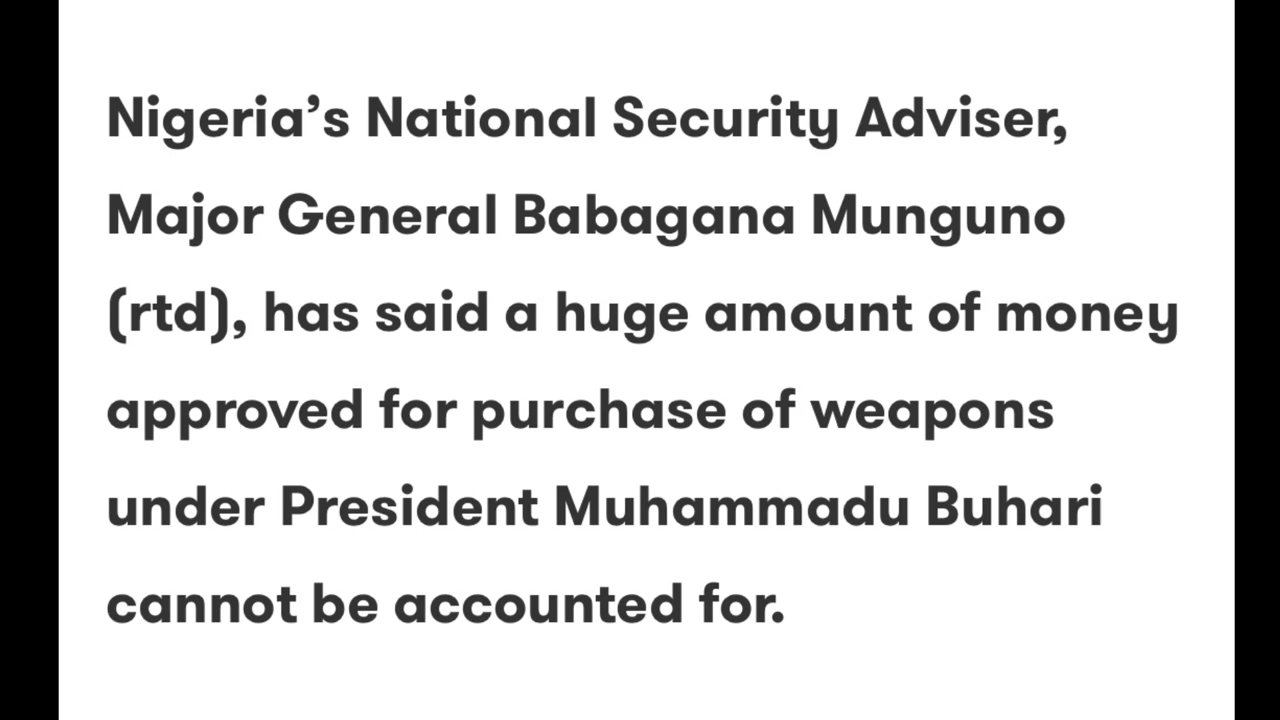 Nigeria’s National Security Adviser,
Major General Babagana Munguno
(rtd), has said a huge amount of money
approved for purchase of weapons
under President Muhammadu Buhari
cannot be accounted for.